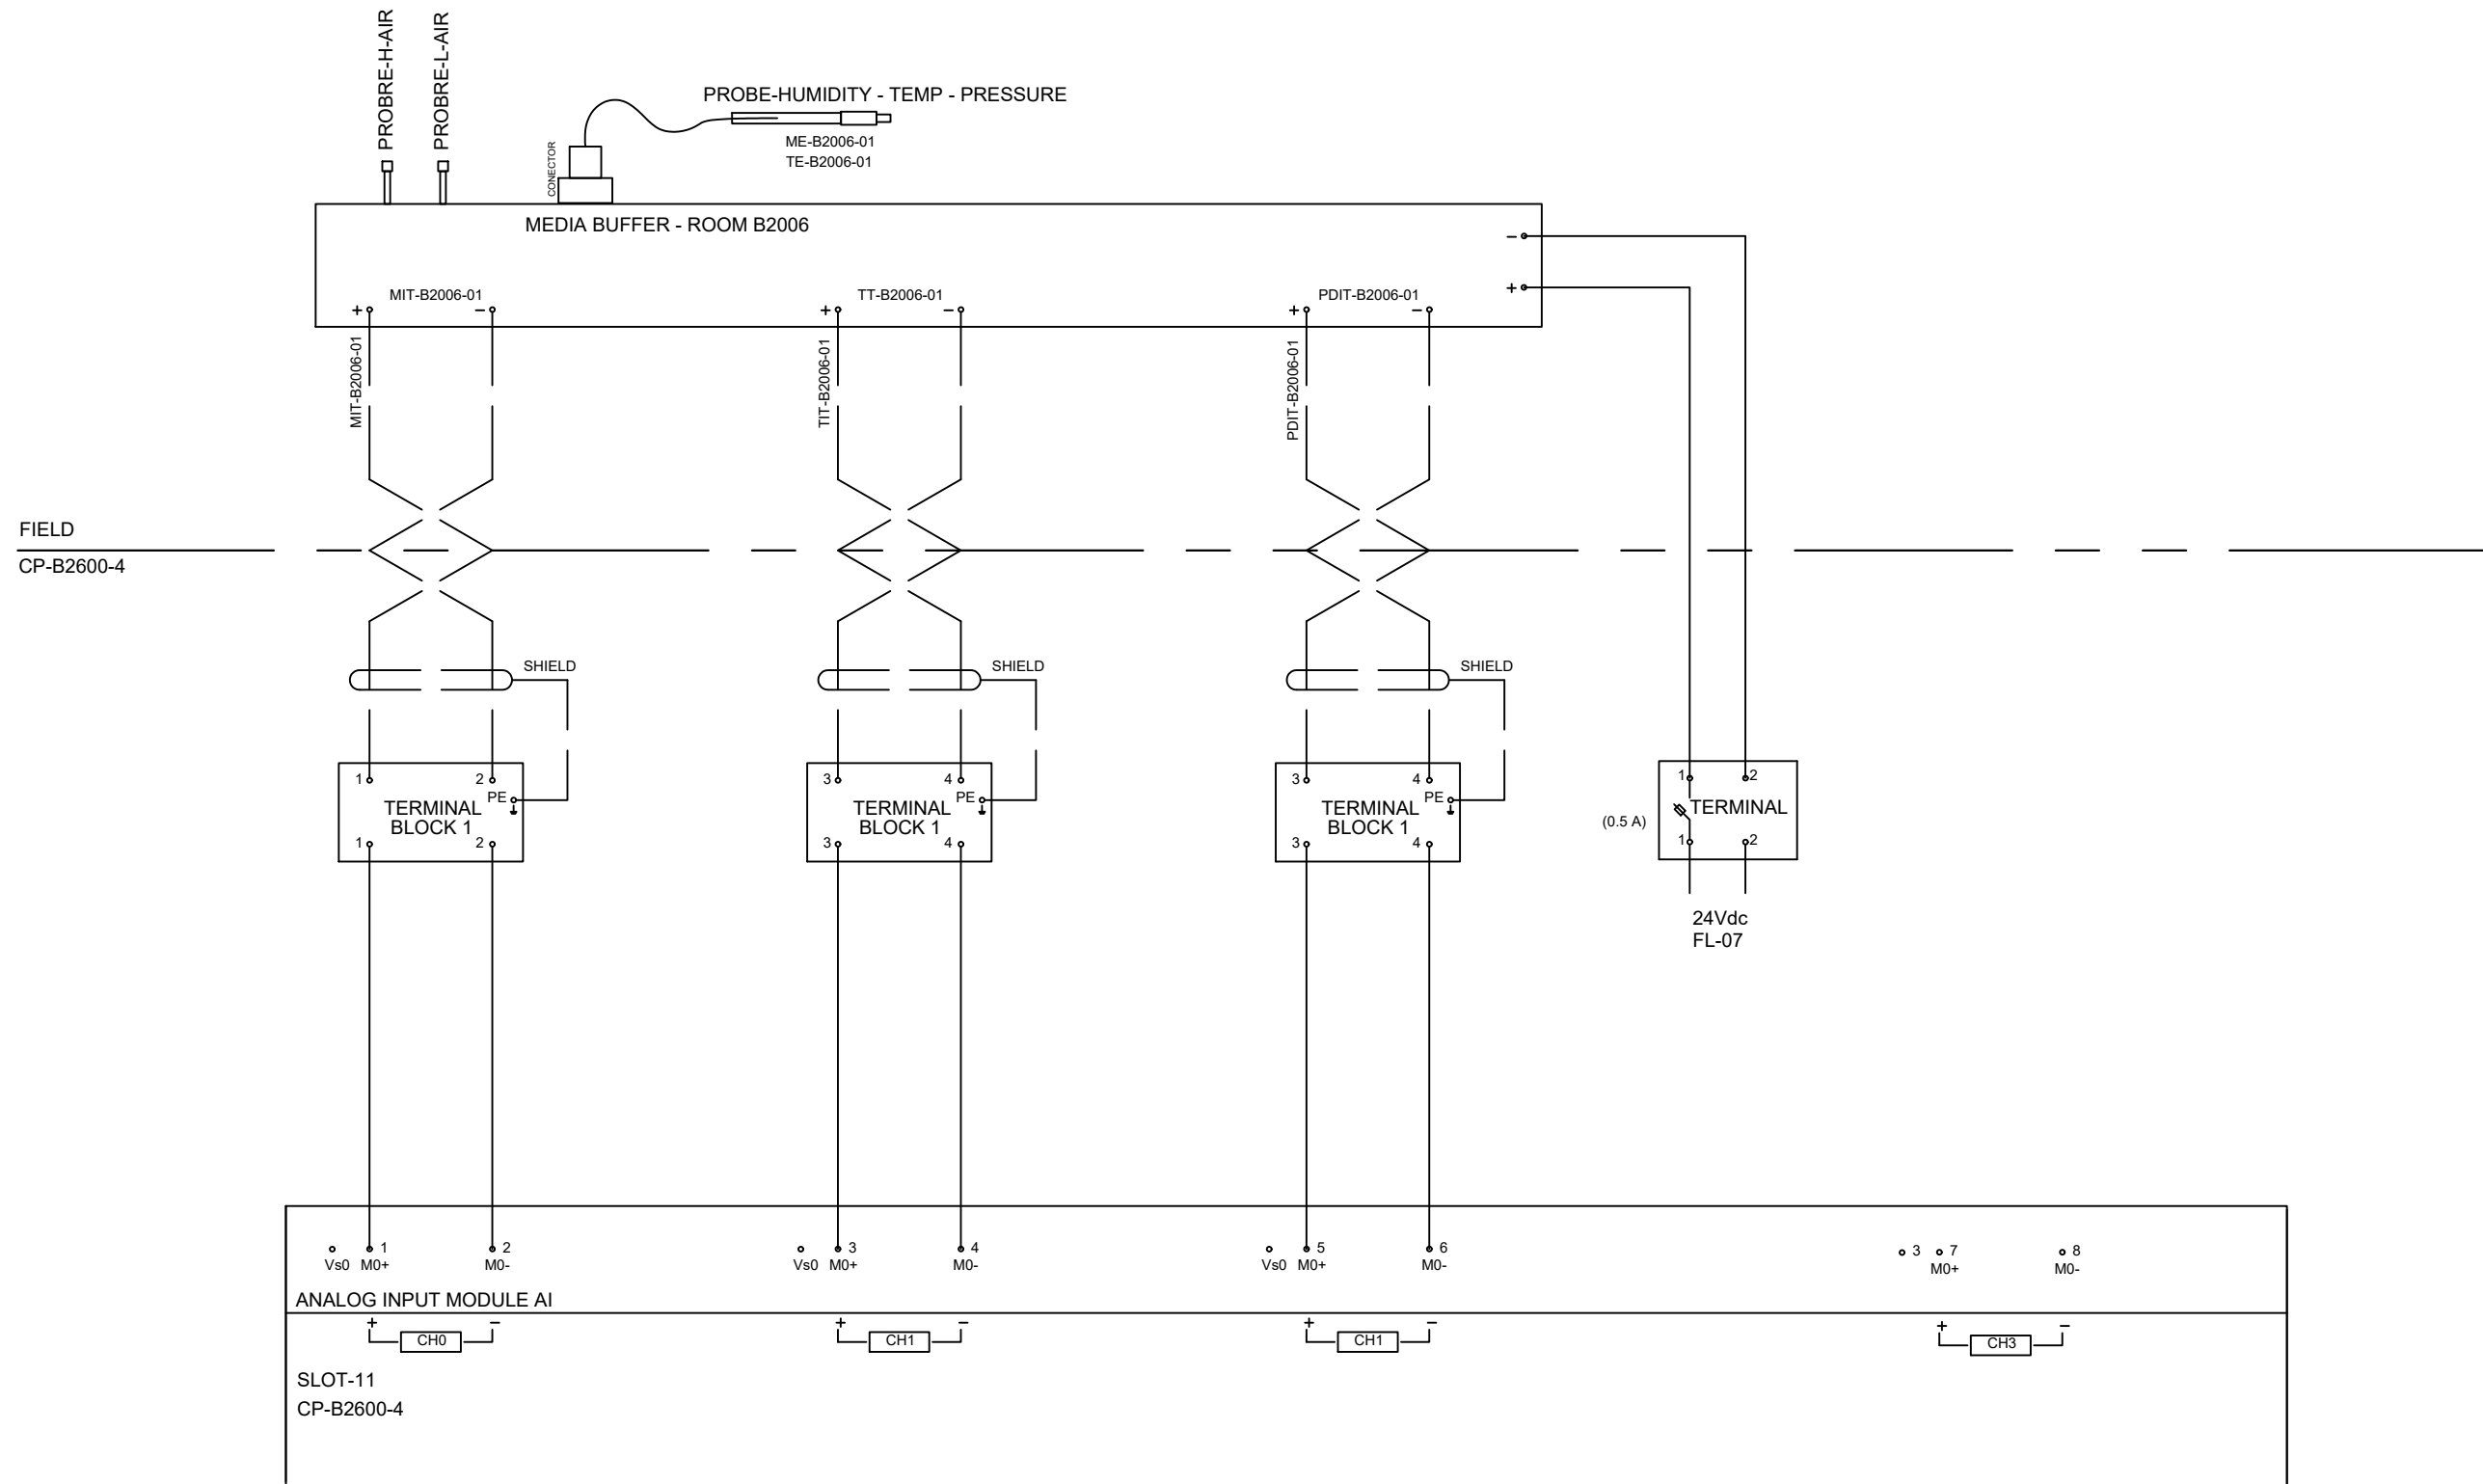 PROBRE-H-AIR
PROBRE-L-AIR
PROBE-HUMIDITY - TEMP - PRESSURE
ME-B2006-01
TE-B2006-01
CONECTOR
MEDIA BUFFER - ROOM B2006
−
+
MIT-B2006-01
+ −
TT-B2006-01
+ −
PDIT-B2006-01
+ −
MIT-B2006-01
TIT-B2006-01
PDIT-B2006-01
FIELD
CP-B2600-4
SHIELD
SHIELD
SHIELD
1 2
PE
TERMINAL
BLOCK 1
1 2
3 4
PE
TERMINAL
BLOCK 1
3 4
3 4
PE
TERMINAL
BLOCK 1
3 4
1 2
TERMINAL
(0.5 A)
1 2
24Vdc
FL-07
1 2 3 4 5 6 3 7 8
Vs0 M0+ M0- Vs0 M0+ M0- Vs0 M0+ M0- M0+ M0-
ANALOG INPUT MODULE AI
+ − + − + − + −
CH0 CH1 CH1 CH3
SLOT-11
CP-B2600-4